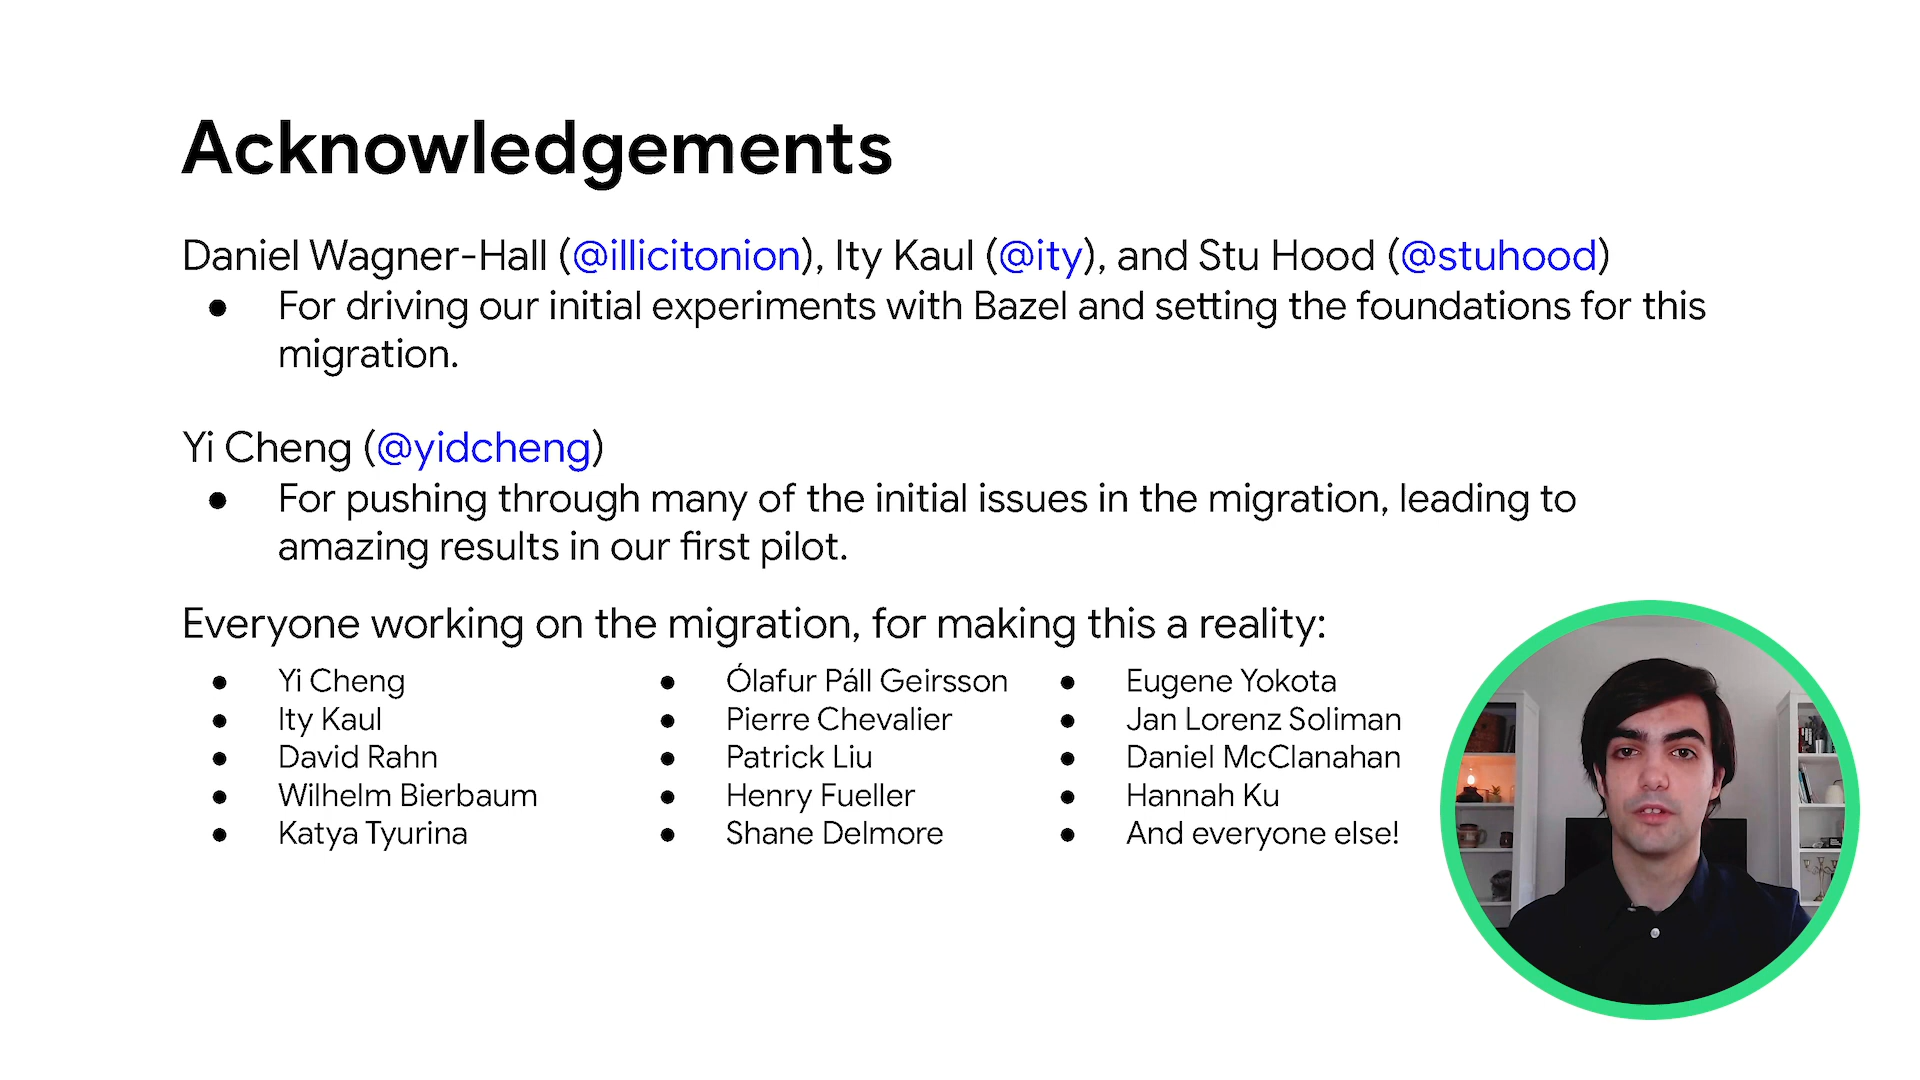 Acknowledgements
Daniel Wagner-Hall (@illicitonion), Ity Kaul (@ity), and Stu Hood (@stuhood)
● For driving our initial experiments with Bazel and setting the foundations for this
migration.
Yi Cheng (@yidcheng)
● For pushing through many of the initial issues in the migration, leading to
amazing results in our first pilot.
Everyone working on the migration, for making this a reality:
● Yi Cheng
● Ity Kaul
● David Rahn
● Wilhelm Bierbaum
● Katya Tyurina
● Ólafur Páll Geirsson
● Pierre Chevalier
● Patrick Liu
● Henry Fueller
● Shane Delmore
● Eugene Yokota
● Jan Lorenz Soliman
● Daniel McClanahan
● Hannah Ku
● And everyone else!